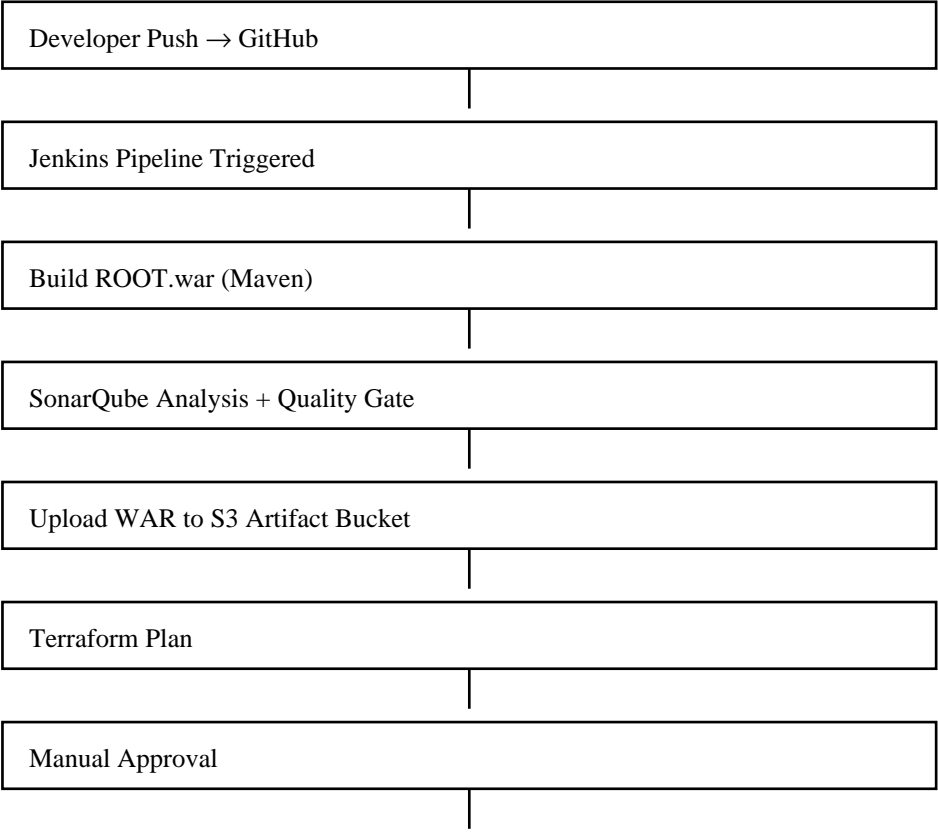 Developer Push → GitHub
Jenkins Pipeline Triggered
Build ROOT.war (Maven)
SonarQube Analysis + Quality Gate
Upload WAR to S3 Artifact Bucket
Terraform Plan
Manual Approval